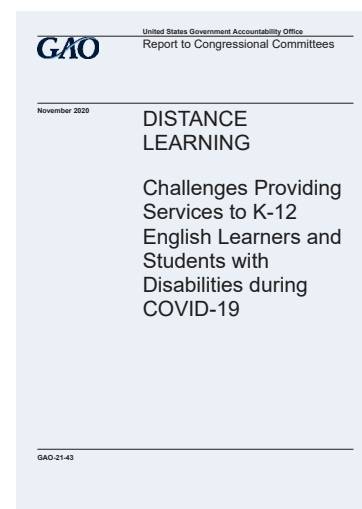 United States Government Accountability Office
GAO
Report to Congressional Committees
November 2020
DISTANCE
LEARNING
Challenges Providing
Services to K-12
English Learners and
Students with
Disabilities during
COVID-19
GAO-21-43